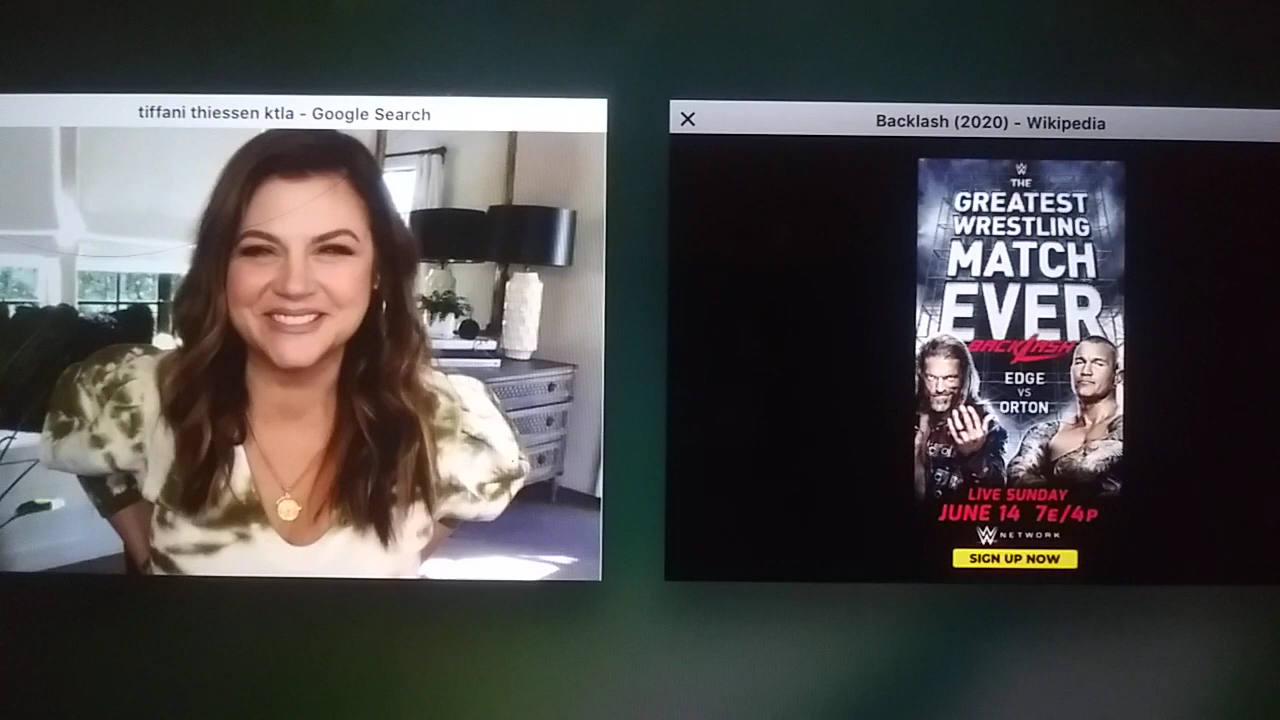 tiffani thiessen ktla - Google Search
× Backlash (2020) - Wikipedia
W
THE
GREATEST
WRESTLING
MATCH
EVER
BACKLASH
EDGE
VS
ORTON
LIVE SUNDAY
JUNE 14 7E/4P
W NETWORK
SIGN UP NOW